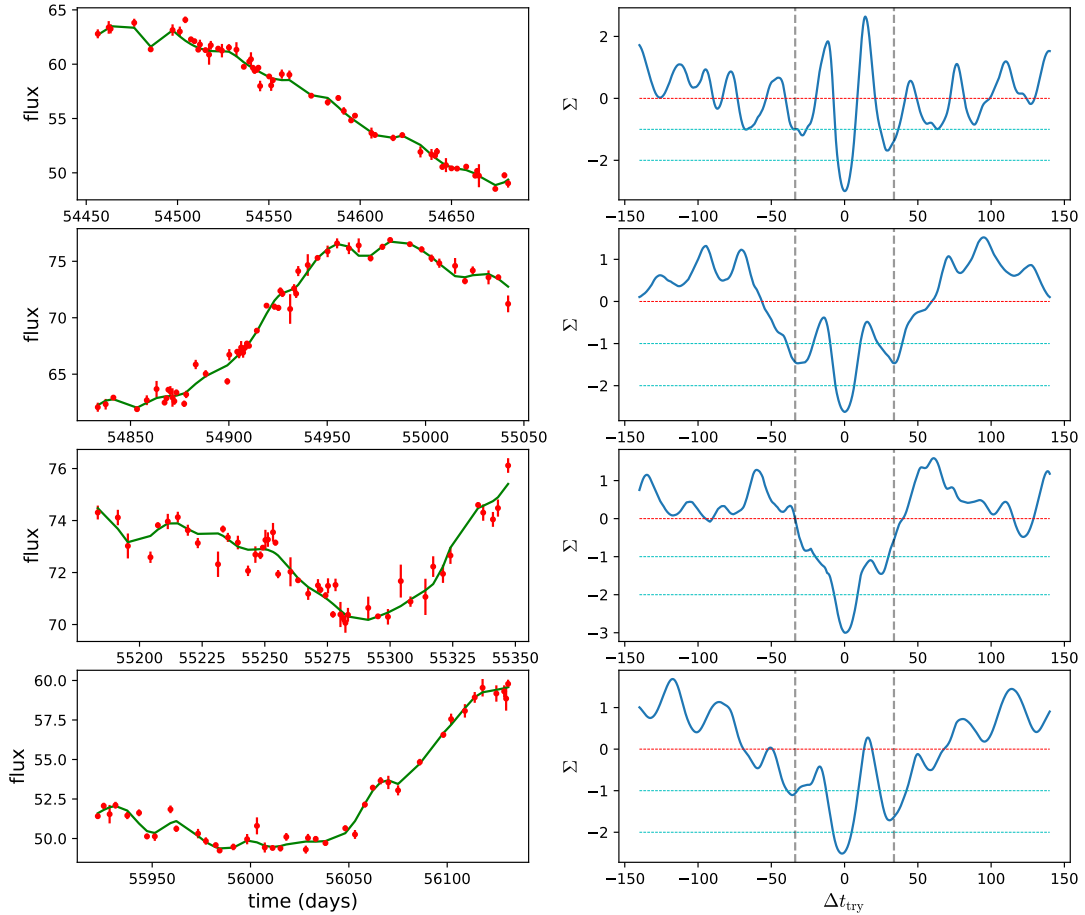 65
60
55
50
flux
54450 54500 54550 54600 54650
2
0
−2
Σ
−150 −100 −50 0 50 100 150
75
70
65
flux
54850 54900 54950 55000 55050
1
0
−1
−2
Σ
−150 −100 −50 0 50 100 150
76
74
72
70
flux
55200 55225 55250 55275 55300 55325 55350
1
0
−1
−2
−3
Σ
−150 −100 −50 0 50 100 150
60.0
57.5
55.0
52.5
50.0
flux
55950 56000 56050 56100
time (days)
1
0
−1
−2
Σ
−150 −100 −50 0 50 100 150
Δt_try